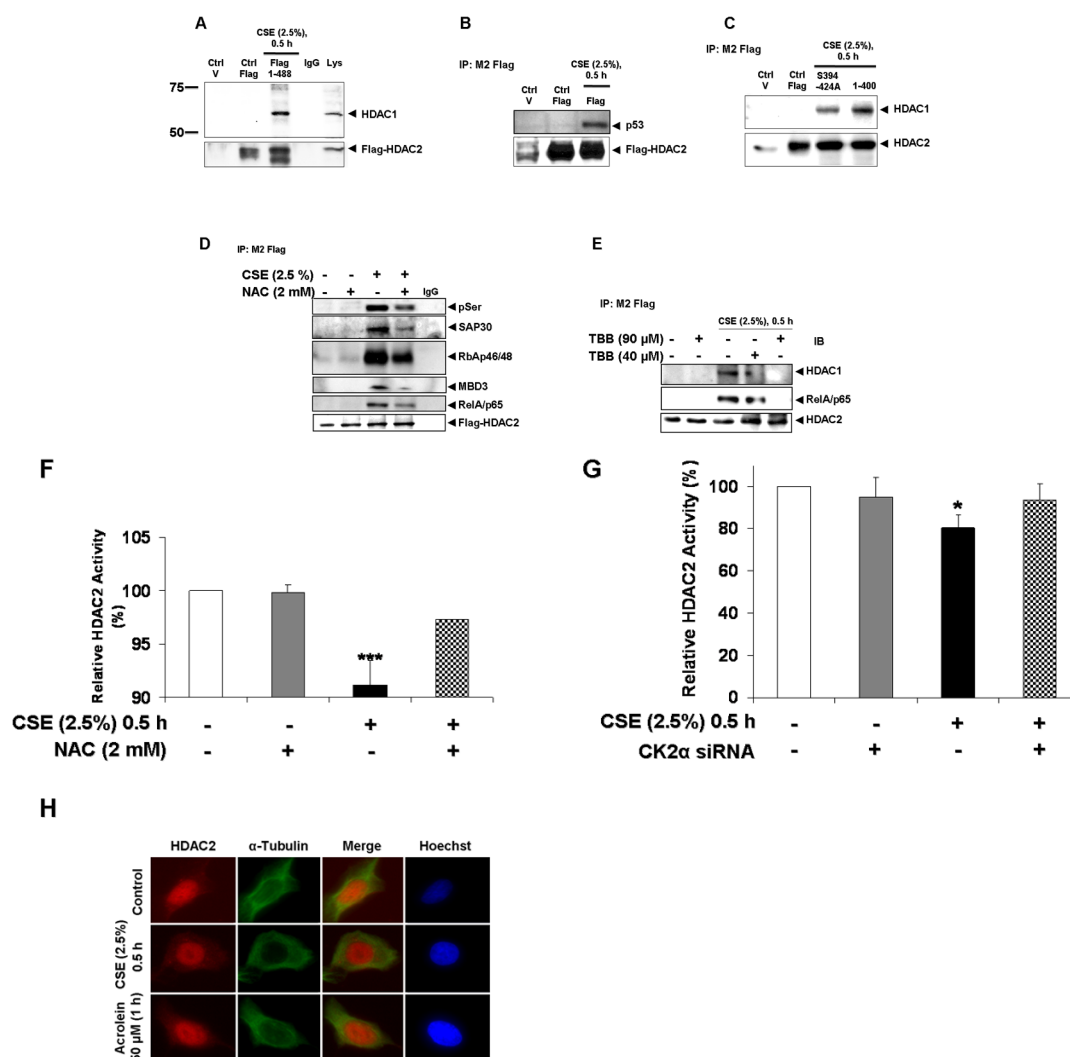 A
CSE (2.5%),
0.5 h
Ctrl
V
Ctrl
Flag
Flag
1-488
IgG
Lys
75
50
HDAC1
Flag-HDAC2
B
IP: M2 Flag
CSE (2.5%),
0.5 h
Ctrl
V
Ctrl
Flag
Flag
p53
Flag-HDAC2
C
IP: M2 Flag
CSE (2.5%),
0.5 h
Ctrl
V
Ctrl
Flag
S394
-424A
1-400
HDAC1
HDAC2
D
IP: M2 Flag
CSE (2.5 %) - - + +
NAC (2 mM) - + - + IgG
pSer
SAP30
RbAp46/48
MBD3
RelA/p65
Flag-HDAC2
E
IP: M2 Flag
CSE (2.5%), 0.5 h
TBB (90 µM) - + - - + IB
TBB (40 µM) - - - + -
HDAC1
RelA/p65
HDAC2
F
Relative HDAC2 Activity
(%)
105
100
95
90
***
CSE (2.5%) 0.5 h - - + +
NAC (2 mM) - + - +
G
Relative HDAC2 Activity (%)
100
80
60
40
20
0
*
CSE (2.5%) 0.5 h - - + +
CK2α siRNA - + - +
H
HDAC2 α-Tubulin Merge Hoechst
Control
CSE (2.5%)
0.5 h
Acrolein
µM (1 h)